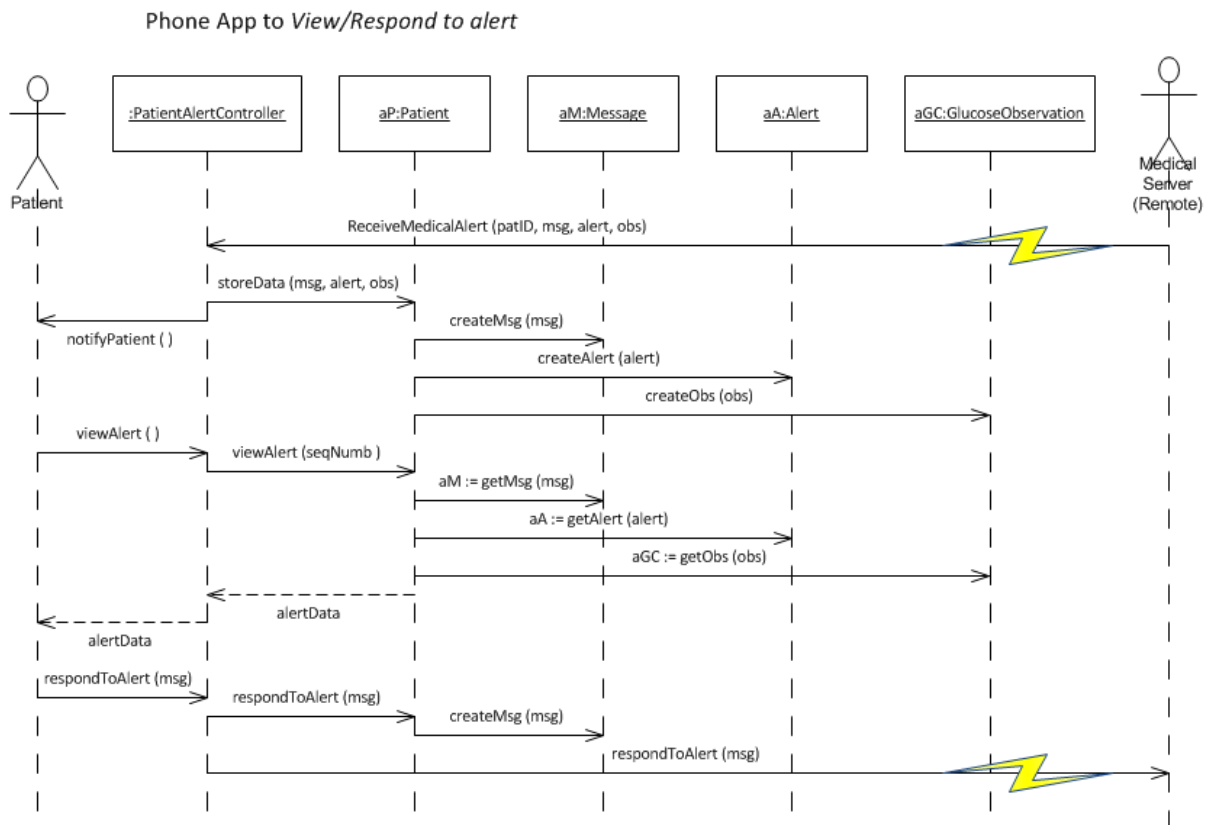 Phone App to View/Respond to alert
:PatientAlertController
aP:Patient
aM:Message
aA:Alert
aGC:GlucoseObservation
Patient
Medical
Server
(Remote)
ReceiveMedicalAlert (patID, msg, alert, obs)
storeData (msg, alert, obs)
notifyPatient ( )
createMsg (msg)
createAlert (alert)
createObs (obs)
viewAlert ( )
viewAlert (seqNumb )
aM := getMsg (msg)
aA := getAlert (alert)
aGC := getObs (obs)
alertData
alertData
respondToAlert (msg)
respondToAlert (msg)
createMsg (msg)
respondToAlert (msg)